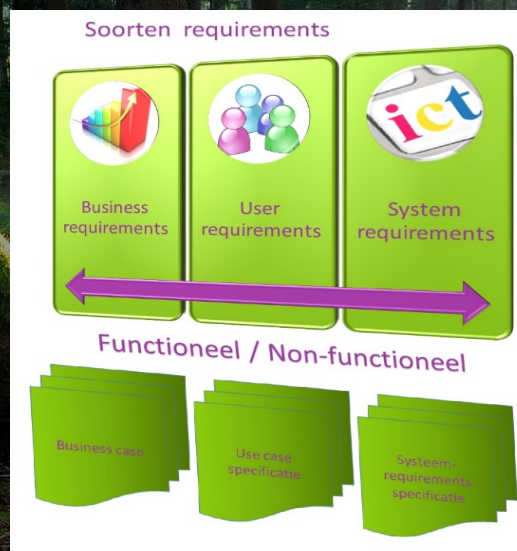 Soorten requirements
ict
Business
requirements
User
requirements
System
requirements
Functioneel / Non-functioneel
Business case
Use case
specificatie
Systeem-
requirements
specificatie